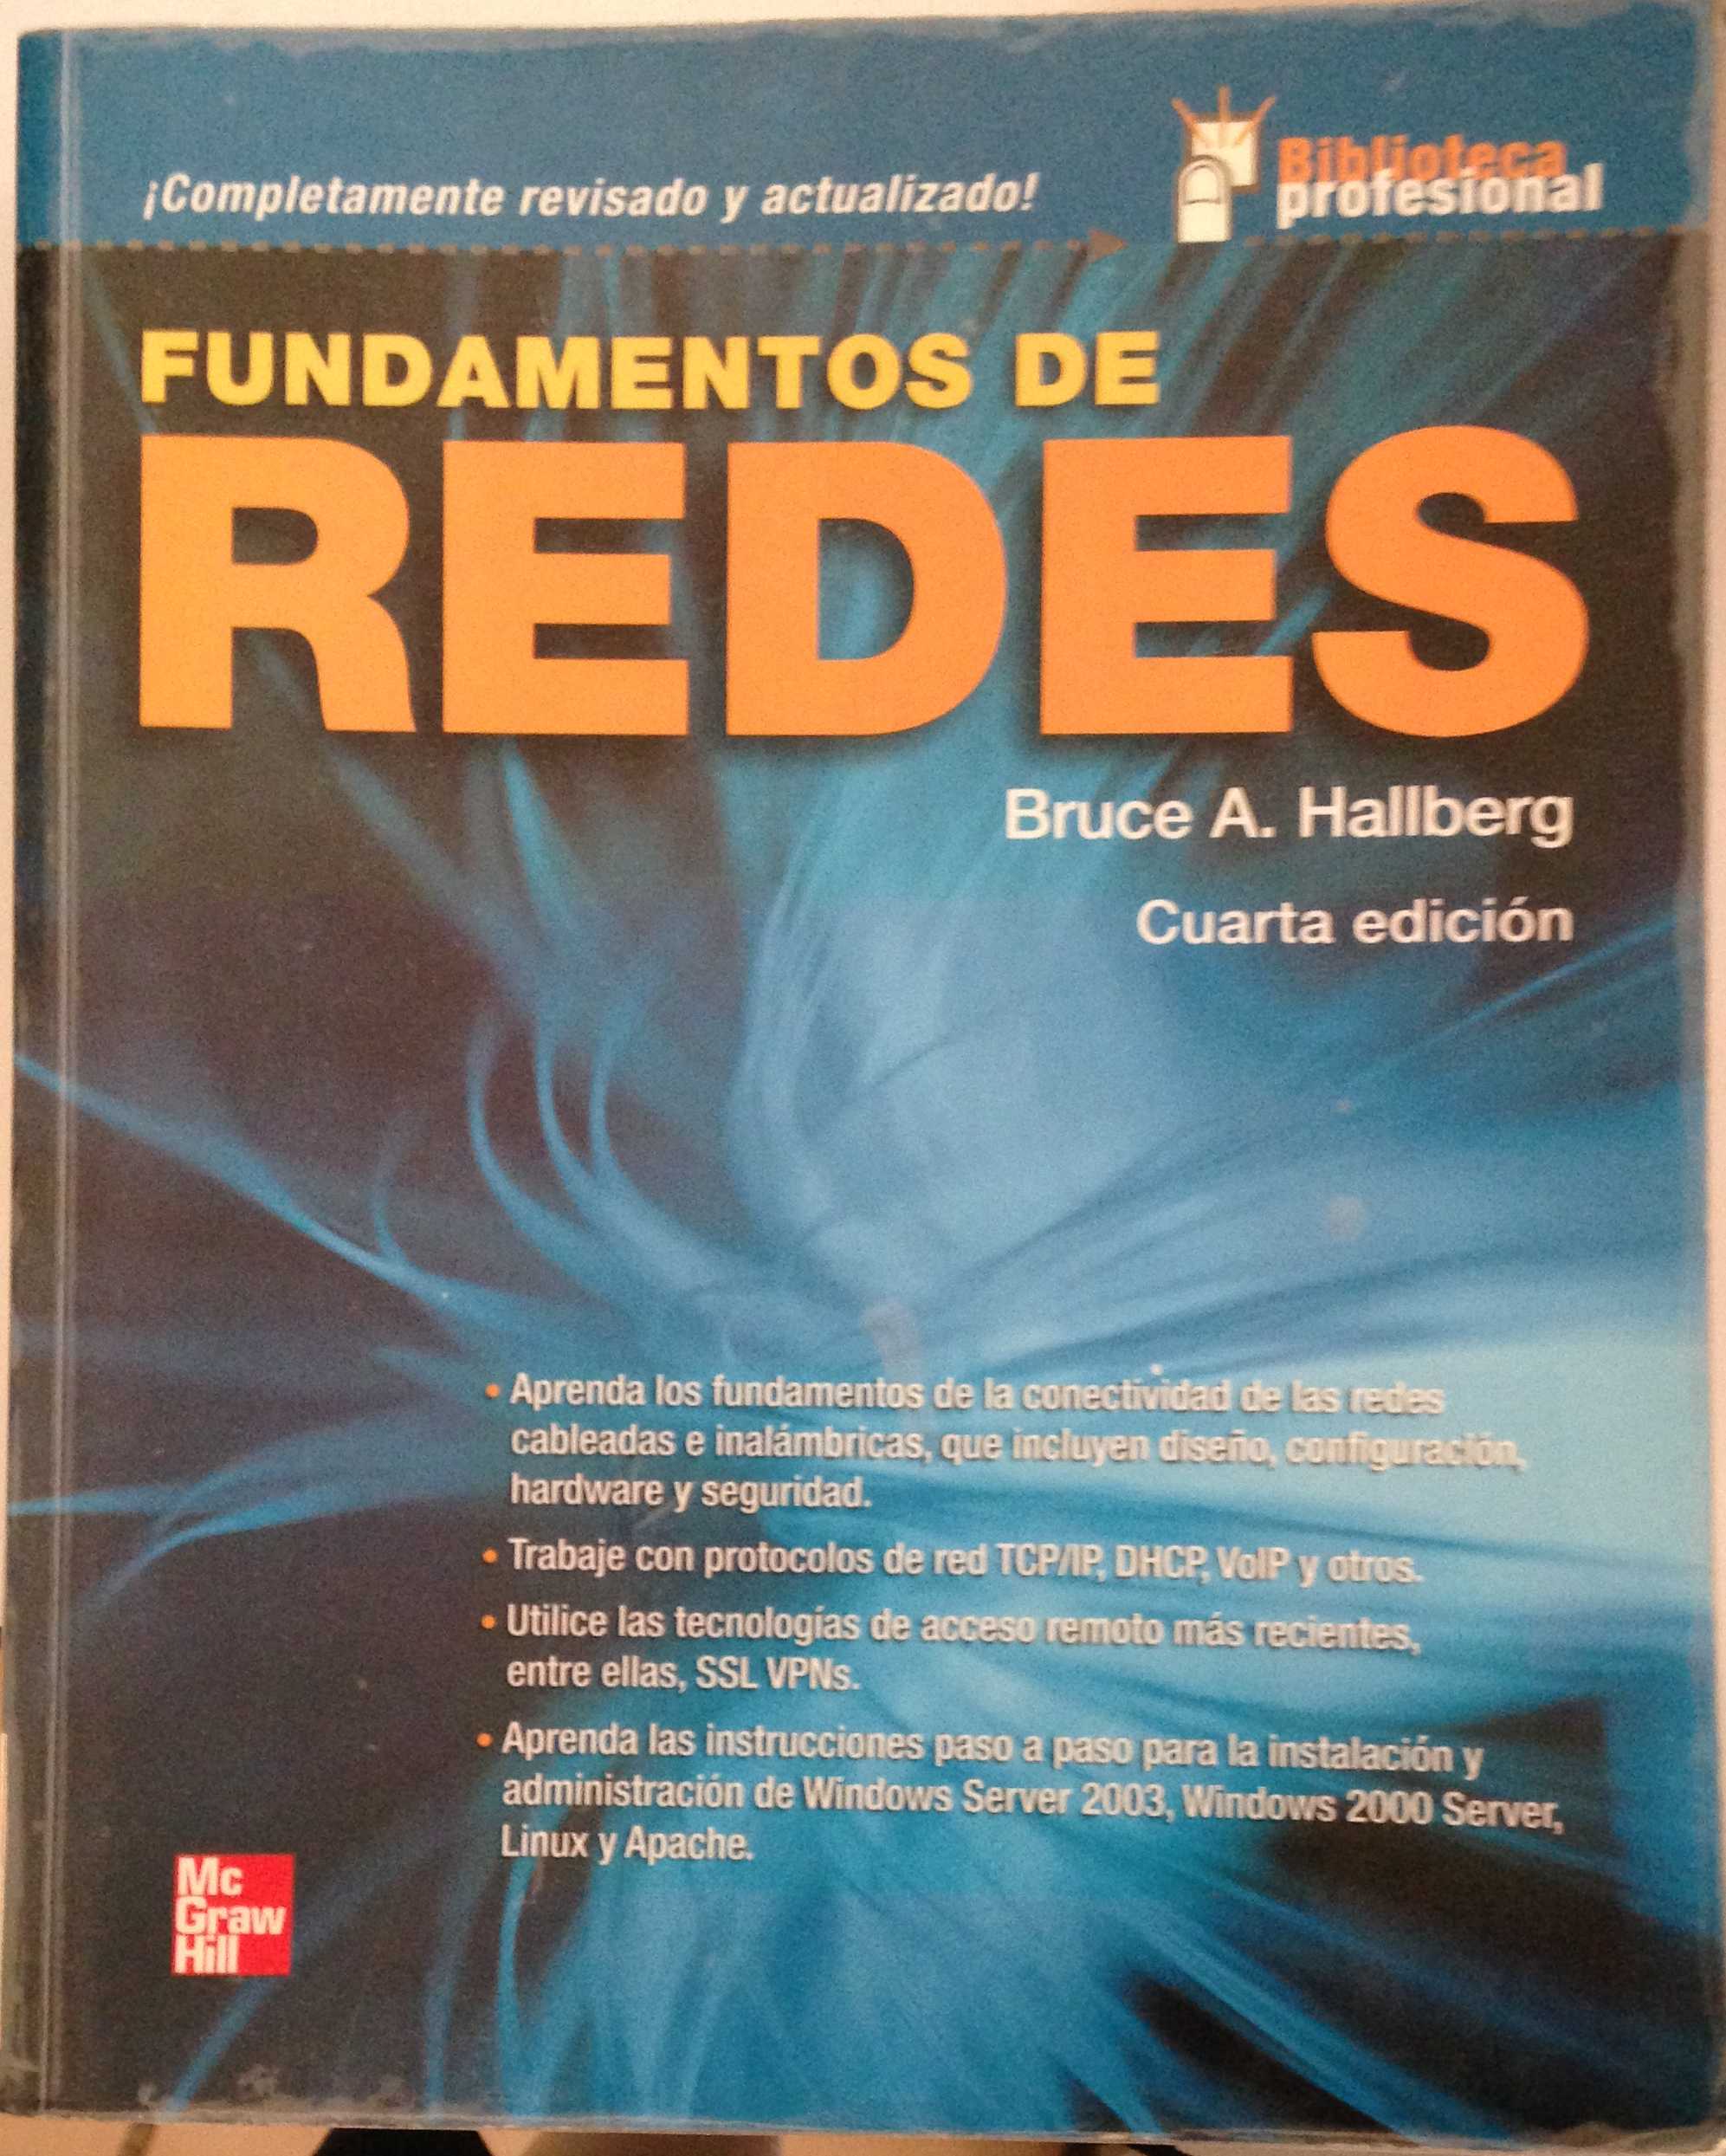 ¡Completamente revisado y actualizado!
Biblioteca
profesional
FUNDAMENTOS DE
REDES
Bruce A. Hallberg
Cuarta edición
• Aprenda los fundamentos de la conectividad de las redes
cableadas e inalámbricas, que incluyen diseño, configuración,
hardware y seguridad.
• Trabaje con protocolos de red TCP/IP, DHCP, VoIP y otros.
• Utilice las tecnologías de acceso remoto más recientes,
entre ellas, SSL VPNs.
• Aprenda las instrucciones paso a paso para la instalación y
administración de Windows Server 2003, Windows 2000 Server,
Linux y Apache.
Mc
Graw
Hill